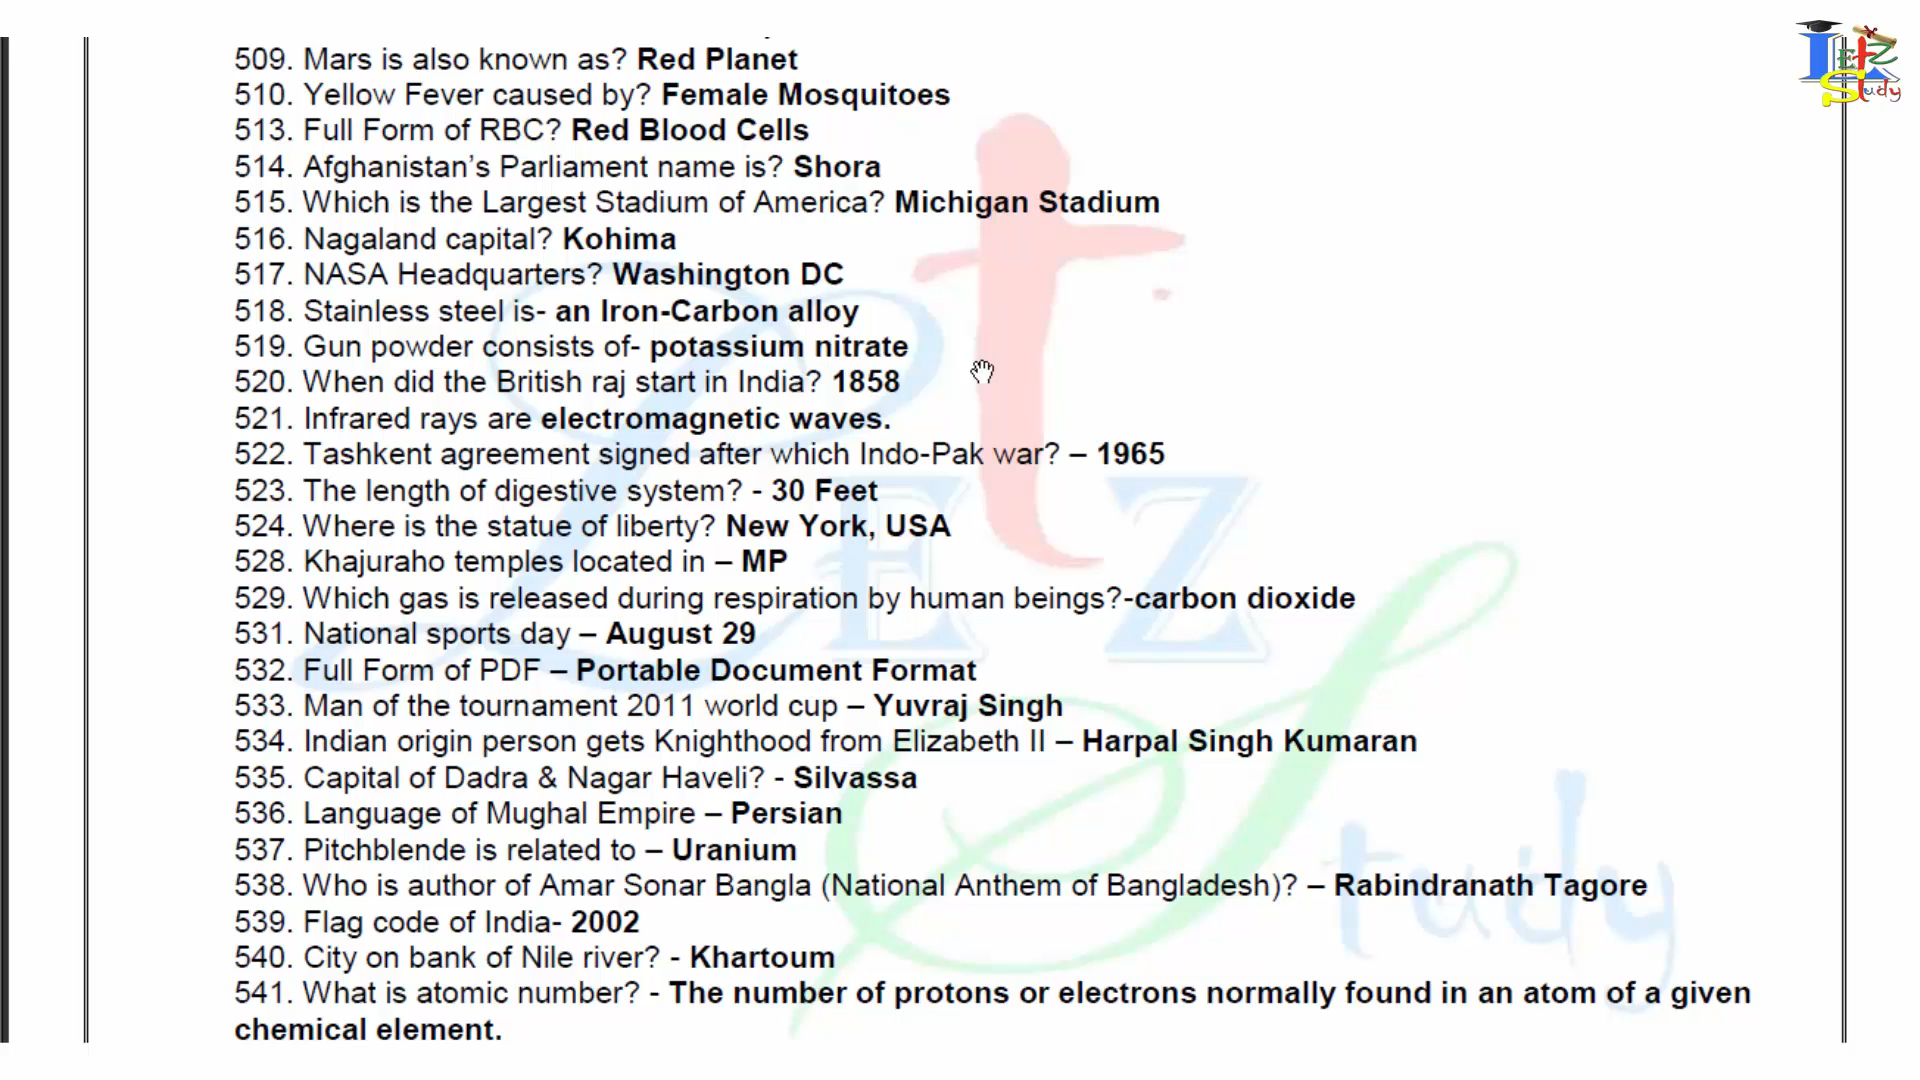 509. Mars is also known as? Red Planet
510. Yellow Fever caused by? Female Mosquitoes
513. Full Form of RBC? Red Blood Cells
514. Afghanistan’s Parliament name is? Shora
515. Which is the Largest Stadium of America? Michigan Stadium
516. Nagaland capital? Kohima
517. NASA Headquarters? Washington DC
518. Stainless steel is- an Iron-Carbon alloy
519. Gun powder consists of- potassium nitrate
520. When did the British raj start in India? 1858
521. Infrared rays are electromagnetic waves.
522. Tashkent agreement signed after which Indo-Pak war? – 1965
523. The length of digestive system? - 30 Feet
524. Where is the statue of liberty? New York, USA
528. Khajuraho temples located in – MP
529. Which gas is released during respiration by human beings?-carbon dioxide
531. National sports day – August 29
532. Full Form of PDF – Portable Document Format
533. Man of the tournament 2011 world cup – Yuvraj Singh
534. Indian origin person gets Knighthood from Elizabeth II – Harpal Singh Kumaran
535. Capital of Dadra & Nagar Haveli? - Silvassa
536. Language of Mughal Empire – Persian
537. Pitchblende is related to – Uranium
538. Who is author of Amar Sonar Bangla (National Anthem of Bangladesh)? – Rabindranath Tagore
539. Flag code of India- 2002
540. City on bank of Nile river? - Khartoum
541. What is atomic number? - The number of protons or electrons normally found in an atom of a given
chemical element.
LEtZ
Study
LEtZ
Study